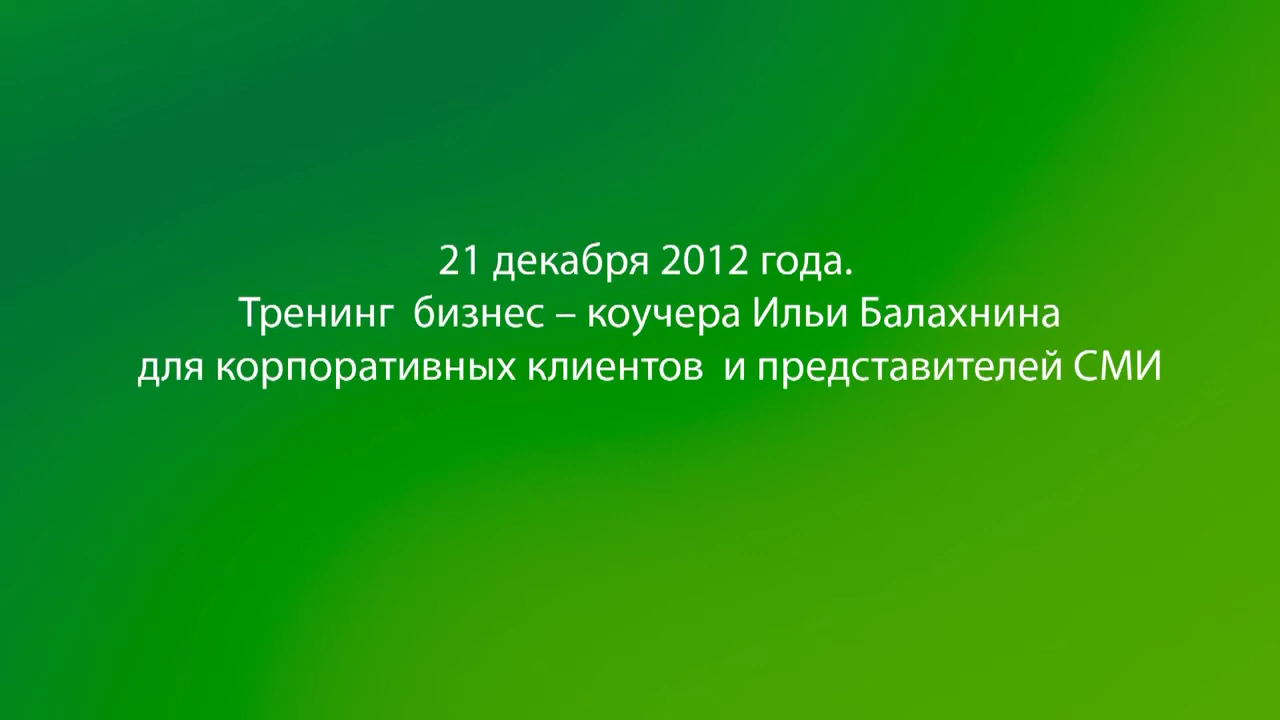 21 декабря 2012 года.
Тренинг  бизнес – коучера Ильи Балахнина
для корпоративных клиентов  и представителей СМИ